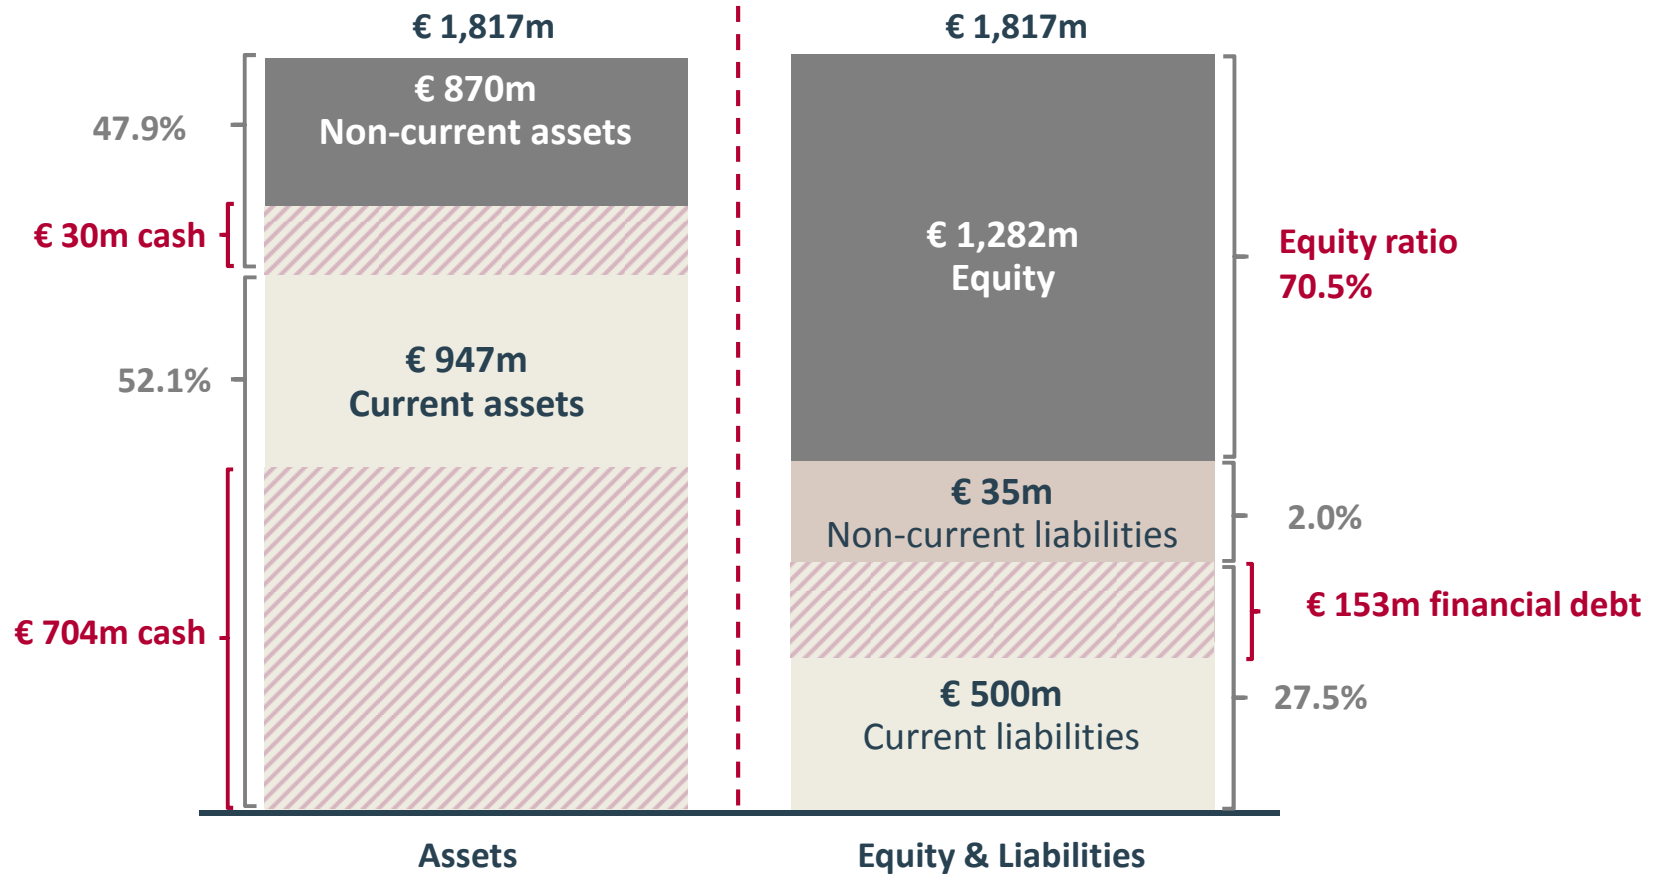 € 1,817m
€ 870m
Non-current assets
47.9%
€ 30m cash
€ 947m
Current assets
52.1%
€ 704m cash
Assets
€ 1,817m
€ 1,282m
Equity
Equity ratio
70.5%
€ 35m
Non-current liabilities
2.0%
€ 153m financial debt
€ 500m
Current liabilities
27.5%
Equity & Liabilities